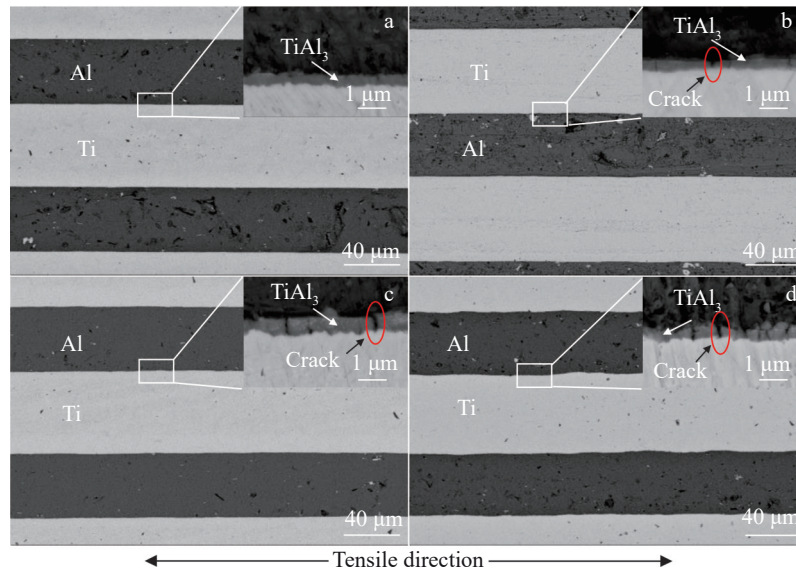 a
TiAl₃
1 μm
Al
Ti
40 μm
b
TiAl₃
Crack
1 μm
Ti
Al
40 μm
c
TiAl₃
Crack
1 μm
Al
Ti
40 μm
d
TiAl₃
Crack
1 μm
Al
Ti
40 μm
Tensile direction